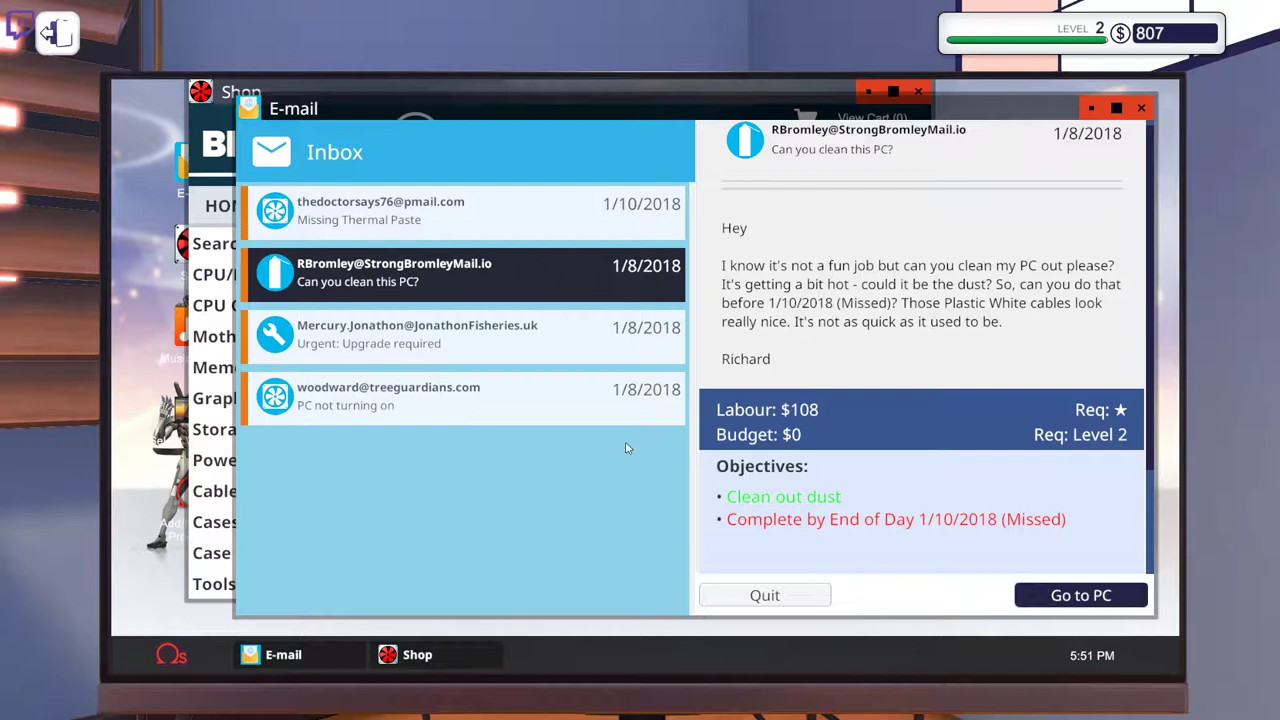 LEVEL 2 $ 807
Shop
E-mail
View Cart (0)
Inbox
thedoctorsays76@pmail.com 1/10/2018
Missing Thermal Paste
RBromley@StrongBromleyMail.io 1/8/2018
Can you clean this PC?
Mercury.Jonathon@JonathonFisheries.uk 1/8/2018
Urgent: Upgrade required
woodward@treeguardians.com 1/8/2018
PC not turning on
HO
Searc
CPU/
CPU C
Moth
Mem
Grap
Stora
Powe
Cable
Cases
Case
Tools
RBromley@StrongBromleyMail.io 1/8/2018
Can you clean this PC?
Hey
I know it's not a fun job but can you clean my PC out please?
It's getting a bit hot - could it be the dust? So, can you do that
before 1/10/2018 (Missed)? Those Plastic White cables look
really nice. It's not as quick as it used to be.
Richard
Labour: $108 Req: ★
Budget: $0 Req: Level 2
Objectives:
• Clean out dust
• Complete by End of Day 1/10/2018 (Missed)
Quit Go to PC
Ωs E-mail Shop 5:51 PM